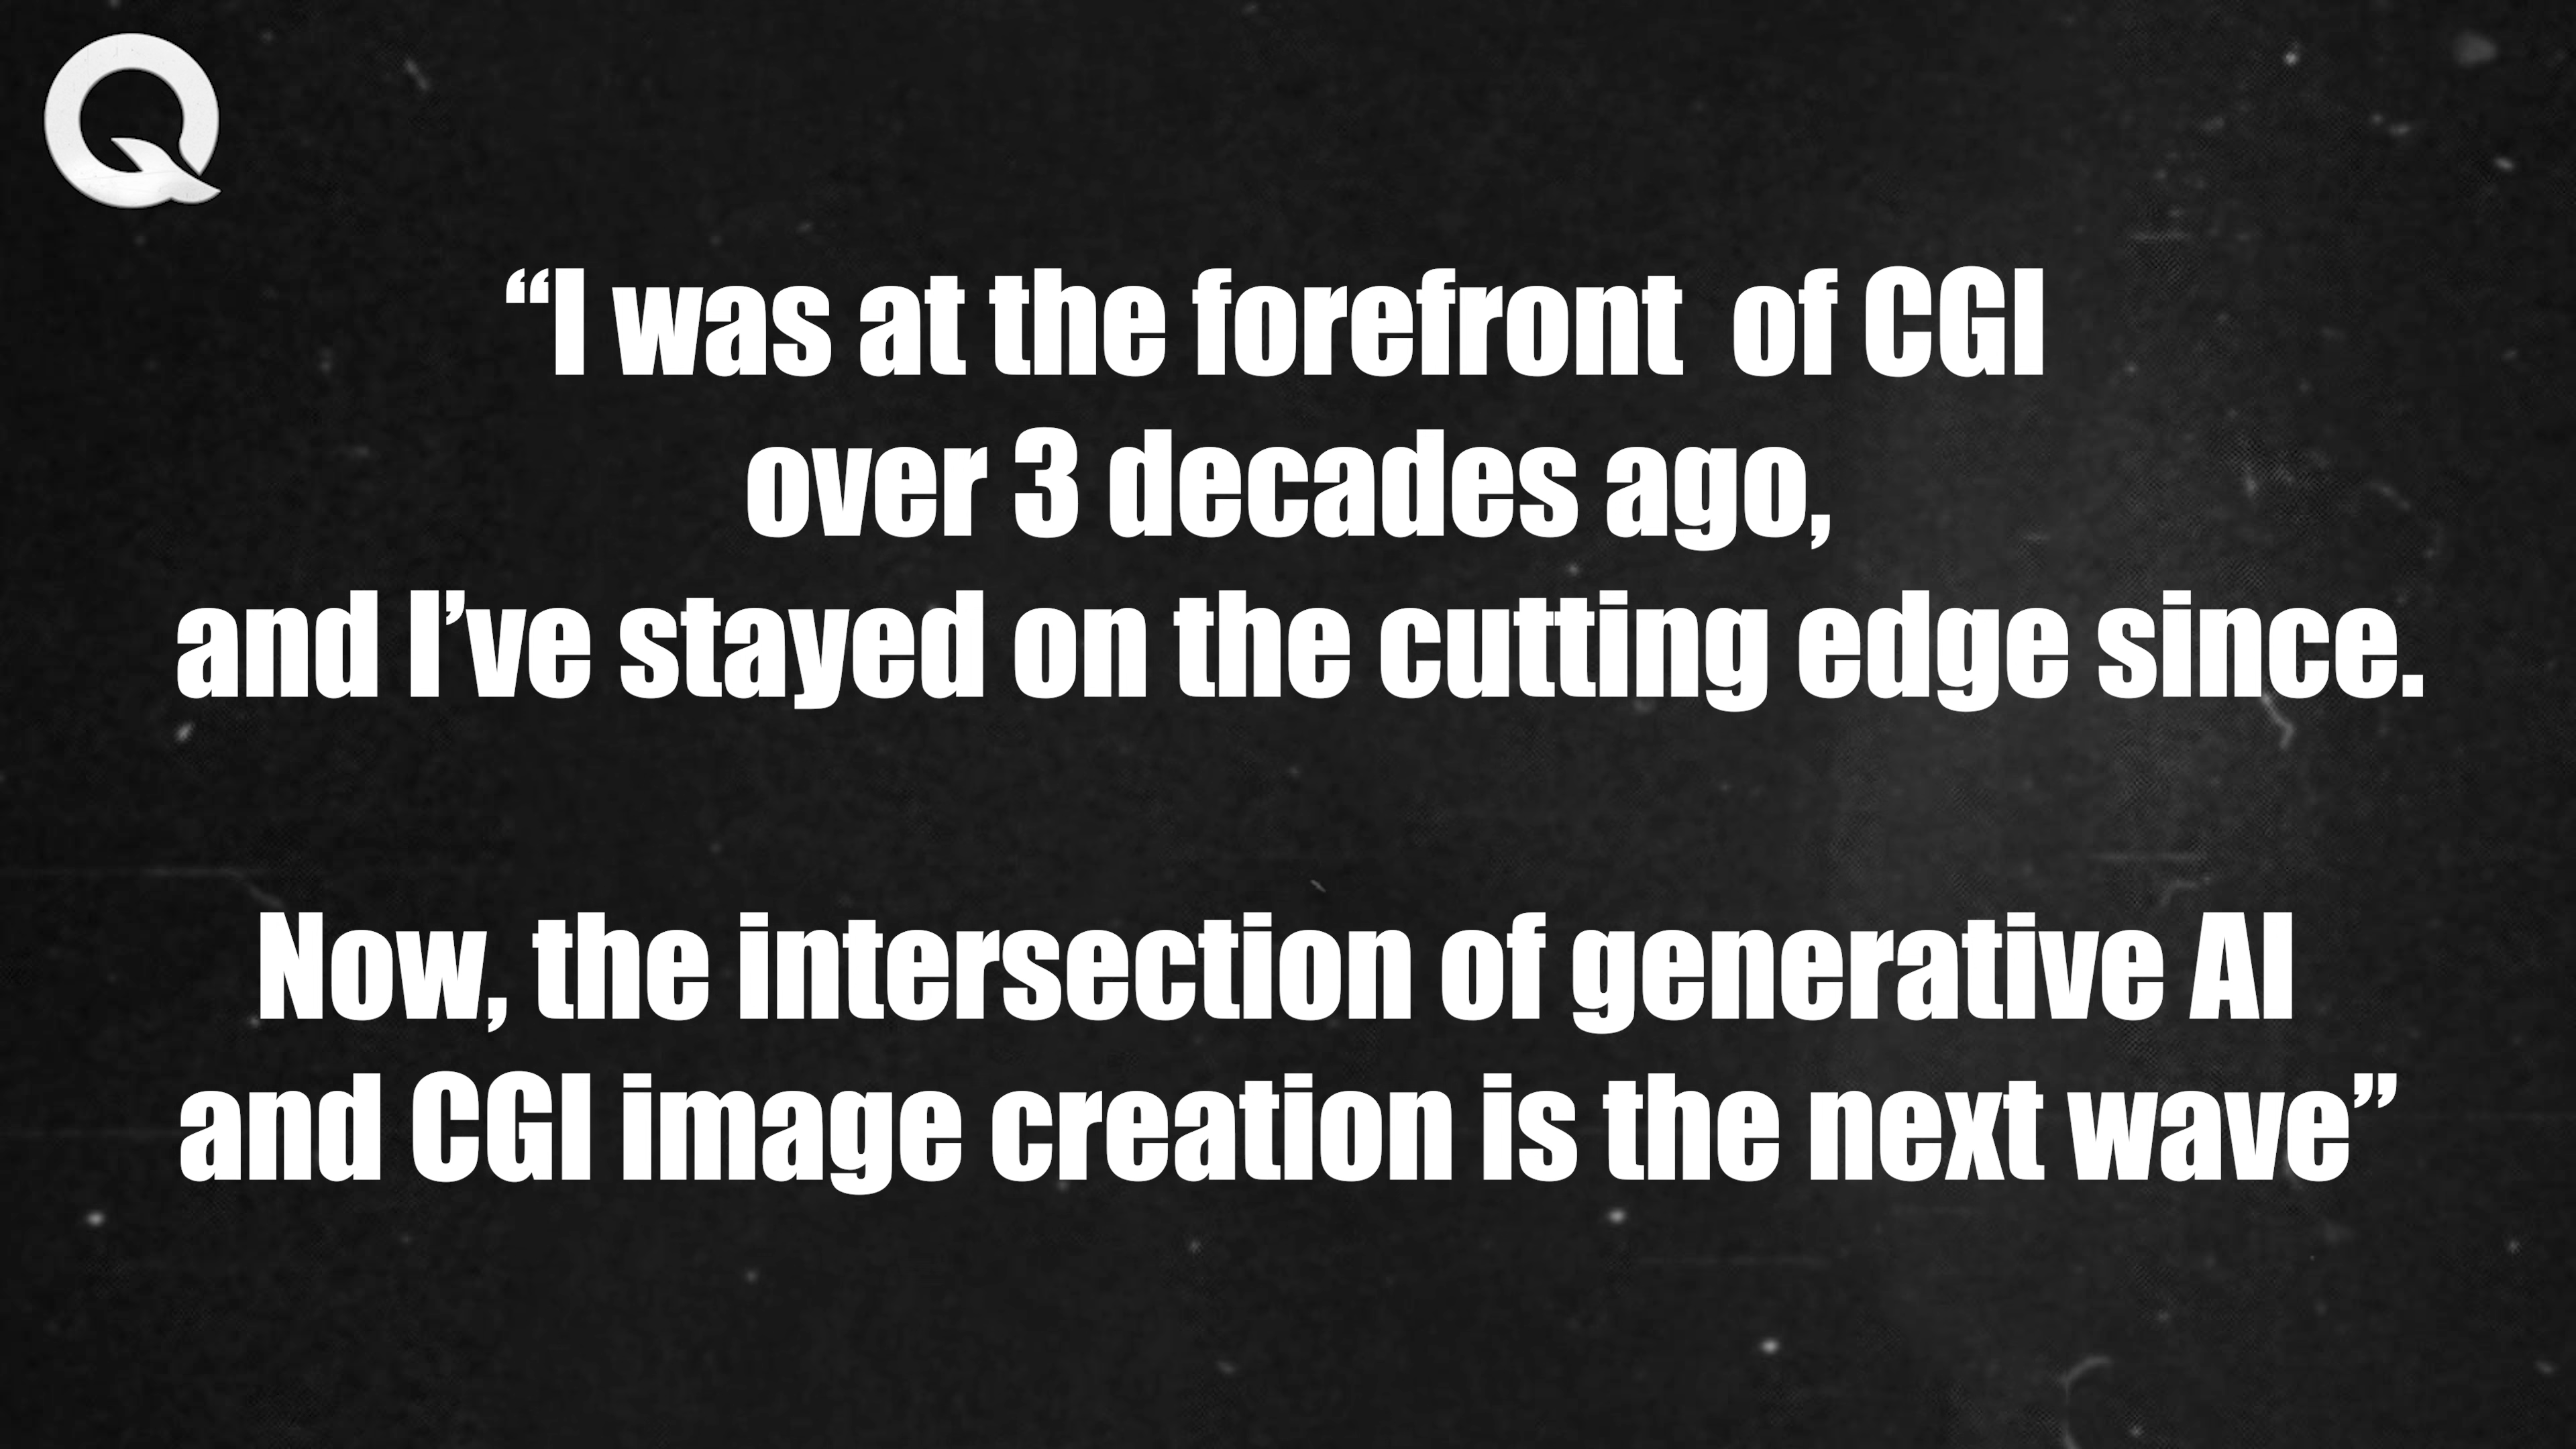 Q
“I was at the forefront  of CGI
over 3 decades ago,
and I’ve stayed on the cutting edge since.
Now, the intersection of generative AI
and CGI image creation is the next wave”